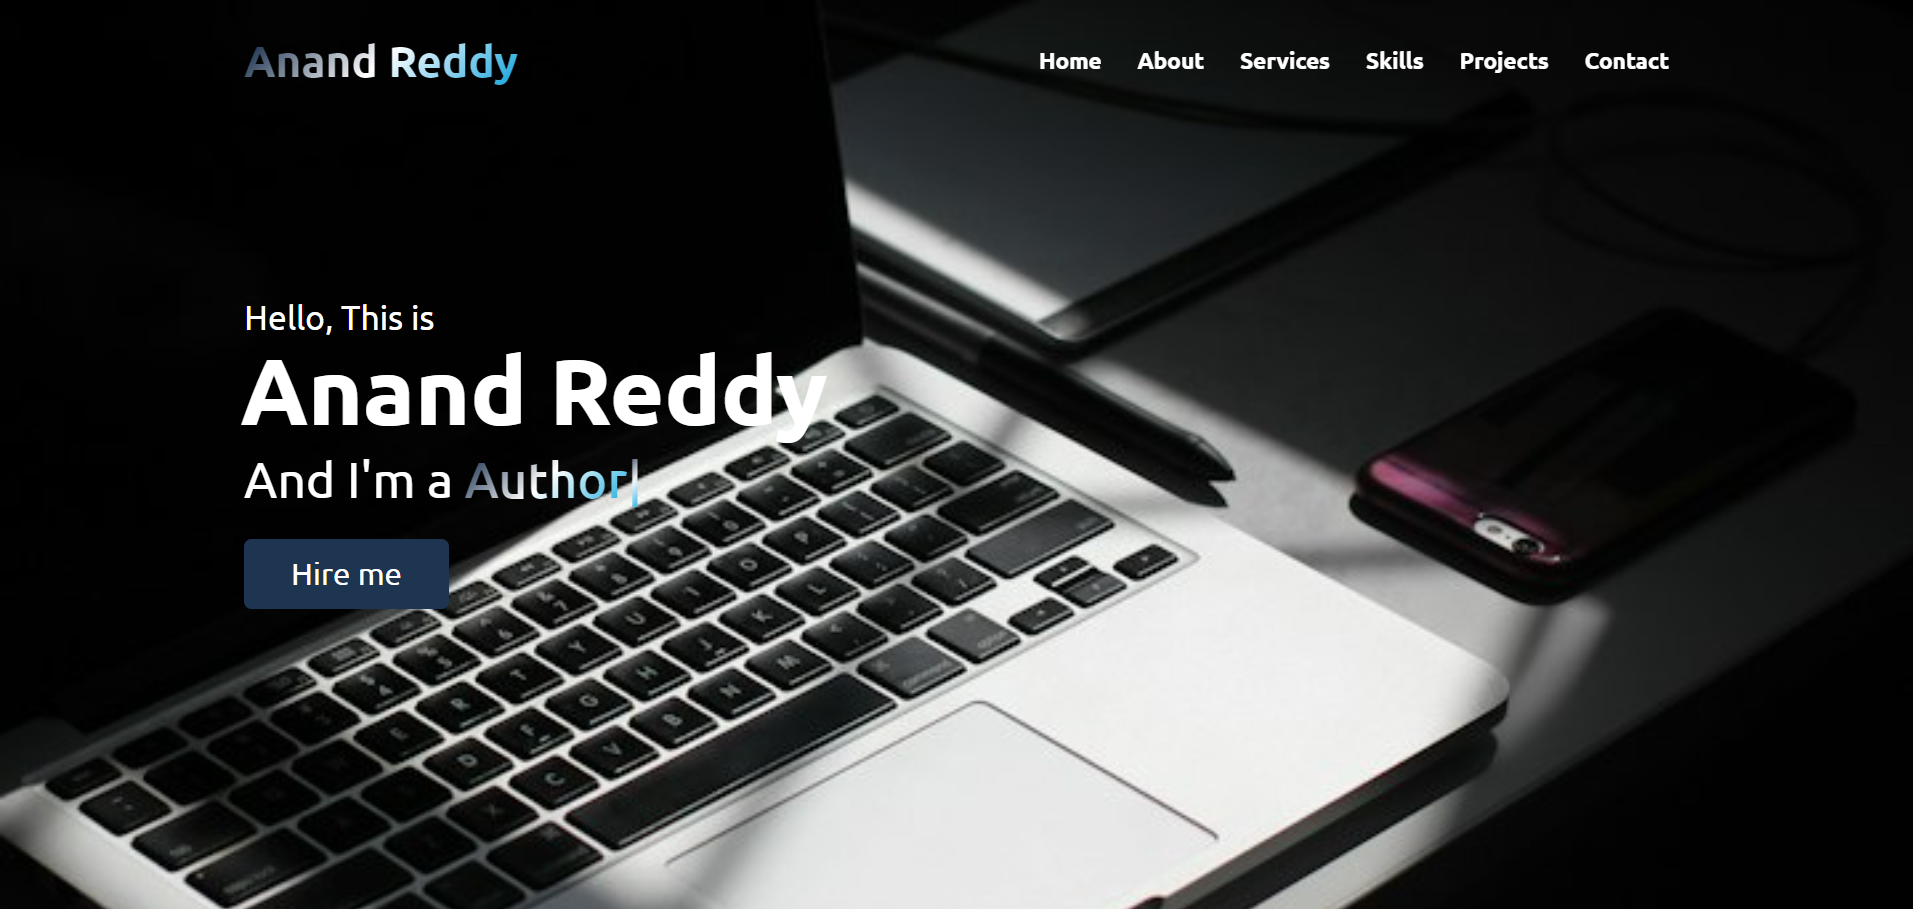 Anand Reddy
Home About Services Skills Projects Contact
Hello, This is
Anand Reddy
And I'm a Author|
Hire me